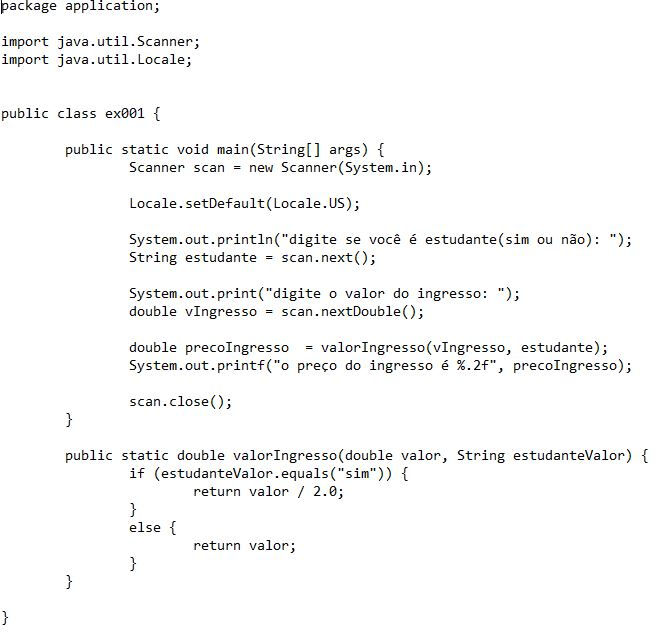 package application;
import java.util.Scanner;
import java.util.Locale;
public class ex001 {
public static void main(String[] args) {
Scanner scan = new Scanner(System.in);
Locale.setDefault(Locale.US);
System.out.println("digite se você é estudante(sim ou não): ");
String estudante = scan.next();
System.out.print("digite o valor do ingresso: ");
double vIngresso = scan.nextDouble();
double precoIngresso  = valorIngresso(vIngresso, estudante);
System.out.printf("o preço do ingresso é %.2f", precoIngresso);
scan.close();
}
public static double valorIngresso(double valor, String estudanteValor) {
if (estudanteValor.equals("sim")) {
return valor / 2.0;
}
else {
return valor;
}
}
}